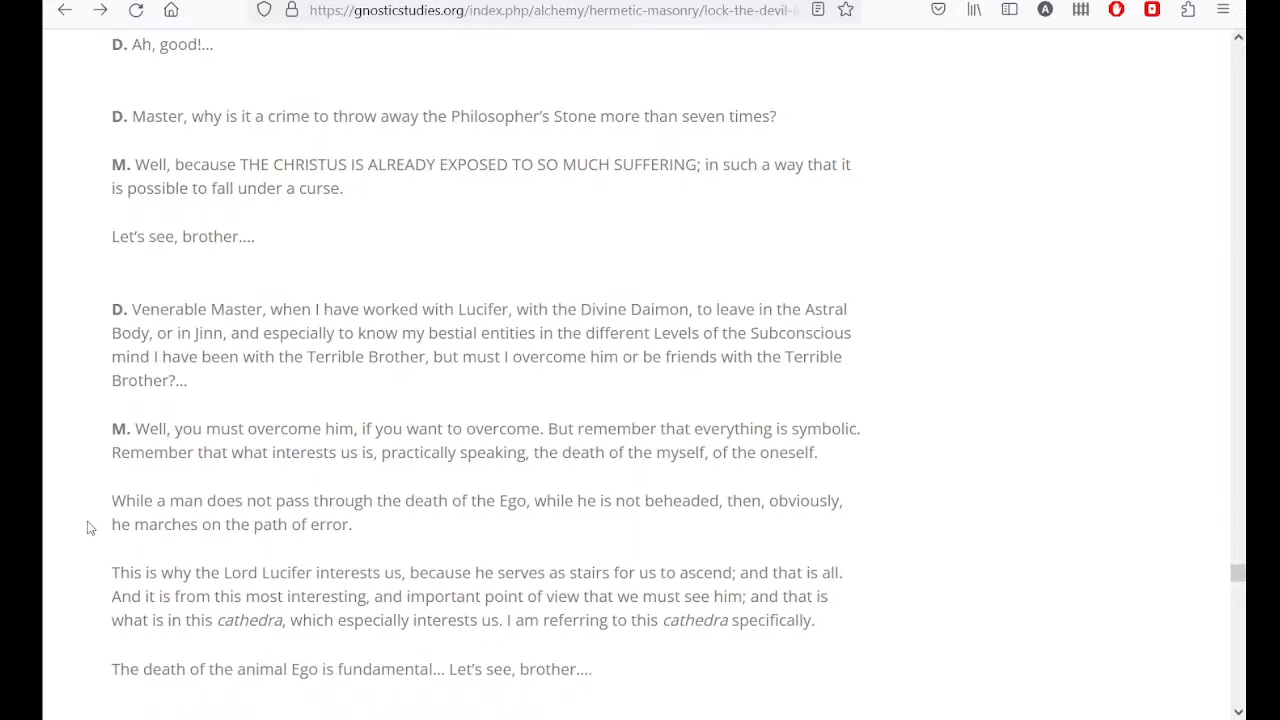 https://gnosticstudies.org/index.php/alchemy/hermetic-masonry/lock-the-devil-i
D. Ah, good!...
D. Master, why is it a crime to throw away the Philosopher's Stone more than seven times?
M. Well, because THE CHRISTUS IS ALREADY EXPOSED TO SO MUCH SUFFERING; in such a way that it
is possible to fall under a curse.
Let's see, brother....
D. Venerable Master, when I have worked with Lucifer, with the Divine Daimon, to leave in the Astral
Body, or in Jinn, and especially to know my bestial entities in the different Levels of the Subconscious
mind I have been with the Terrible Brother, but must I overcome him or be friends with the Terrible
Brother?...
M. Well, you must overcome him, if you want to overcome. But remember that everything is symbolic.
Remember that what interests us is, practically speaking, the death of the myself, of the oneself.
While a man does not pass through the death of the Ego, while he is not beheaded, then, obviously,
he marches on the path of error.
This is why the Lord Lucifer interests us, because he serves as stairs for us to ascend; and that is all.
And it is from this most interesting, and important point of view that we must see him; and that is
what is in this cathedra, which especially interests us. I am referring to this cathedra specifically.
The death of the animal Ego is fundamental... Let's see, brother....